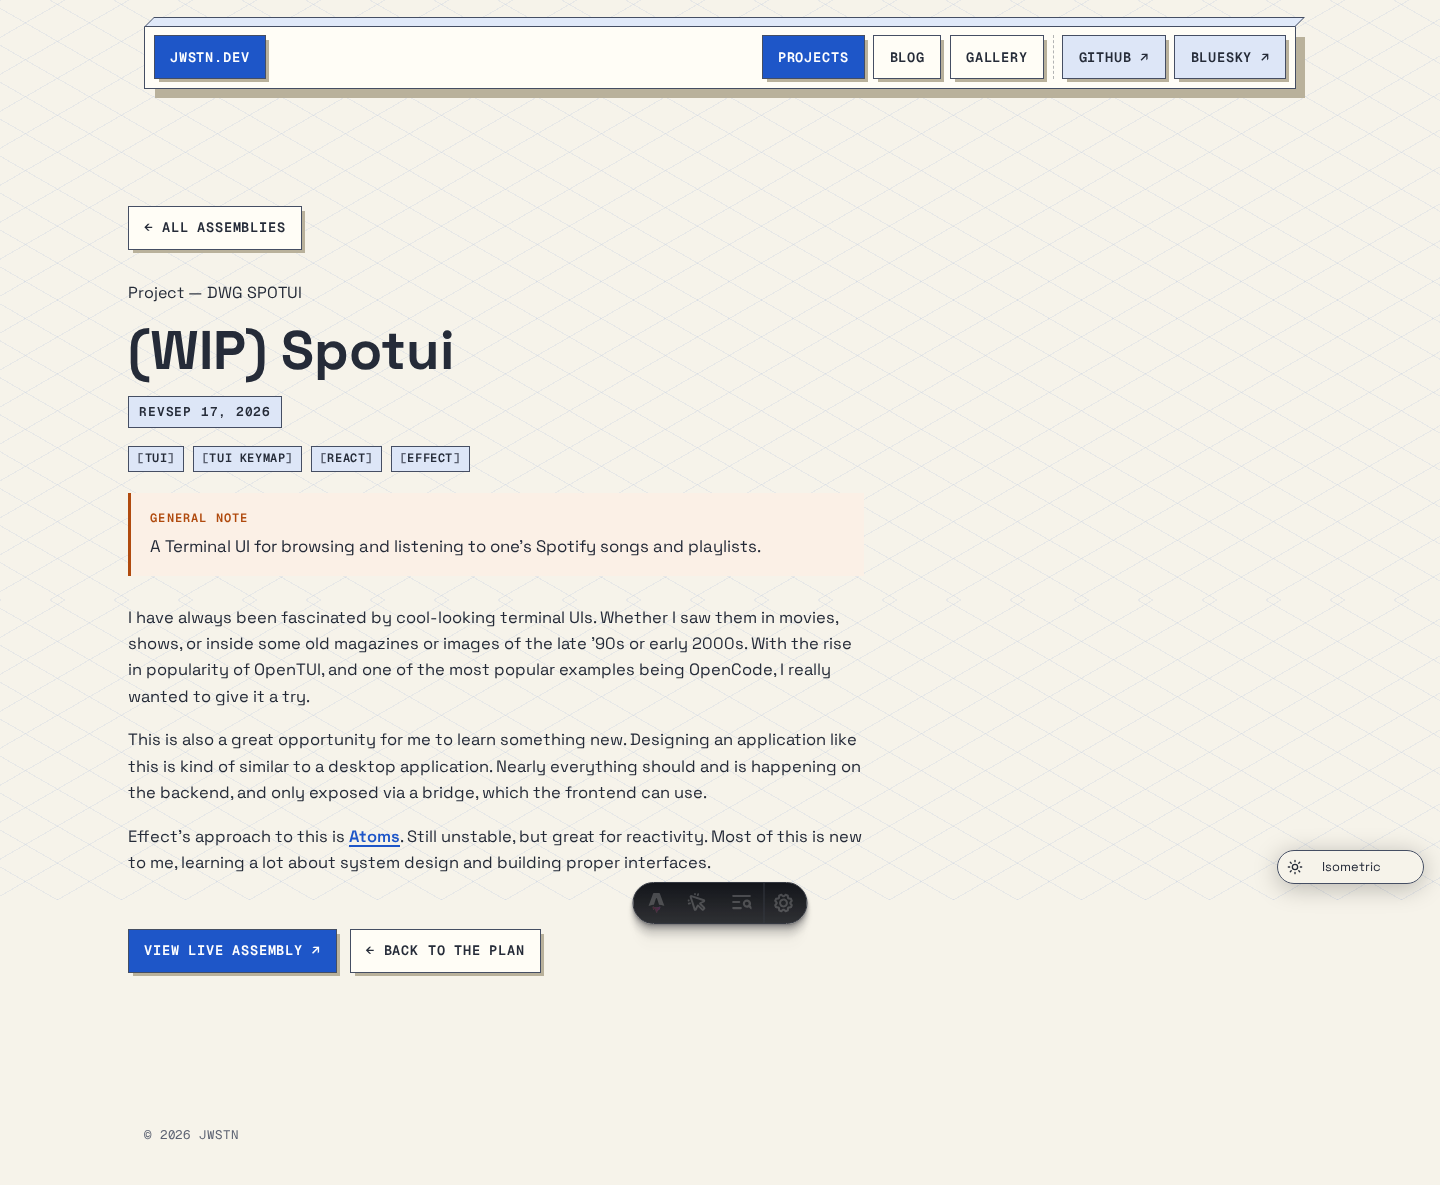 JWSTN.DEV
PROJECTS BLOG GALLERY GITHUB ↗ BLUESKY ↗
← ALL ASSEMBLIES
Project — DWG SPOTUI
(WIP) Spotui
REVSEP 17, 2026
[TUI] [TUI KEYMAP] [REACT] [EFFECT]
GENERAL NOTE
A Terminal UI for browsing and listening to one’s Spotify songs and playlists.
I have always been fascinated by cool-looking terminal UIs. Whether I saw them in movies,
shows, or inside some old magazines or images of the late ’90s or early 2000s. With the rise
in popularity of OpenTUI, and one of the most popular examples being OpenCode, I really
wanted to give it a try.
This is also a great opportunity for me to learn something new. Designing an application like
this is kind of similar to a desktop application. Nearly everything should and is happening on
the backend, and only exposed via a bridge, which the frontend can use.
Effect’s approach to this is Atoms. Still unstable, but great for reactivity. Most of this is new
to me, learning a lot about system design and building proper interfaces.
Isometric
VIEW LIVE ASSEMBLY ↗ ← BACK TO THE PLAN
© 2026 JWSTN